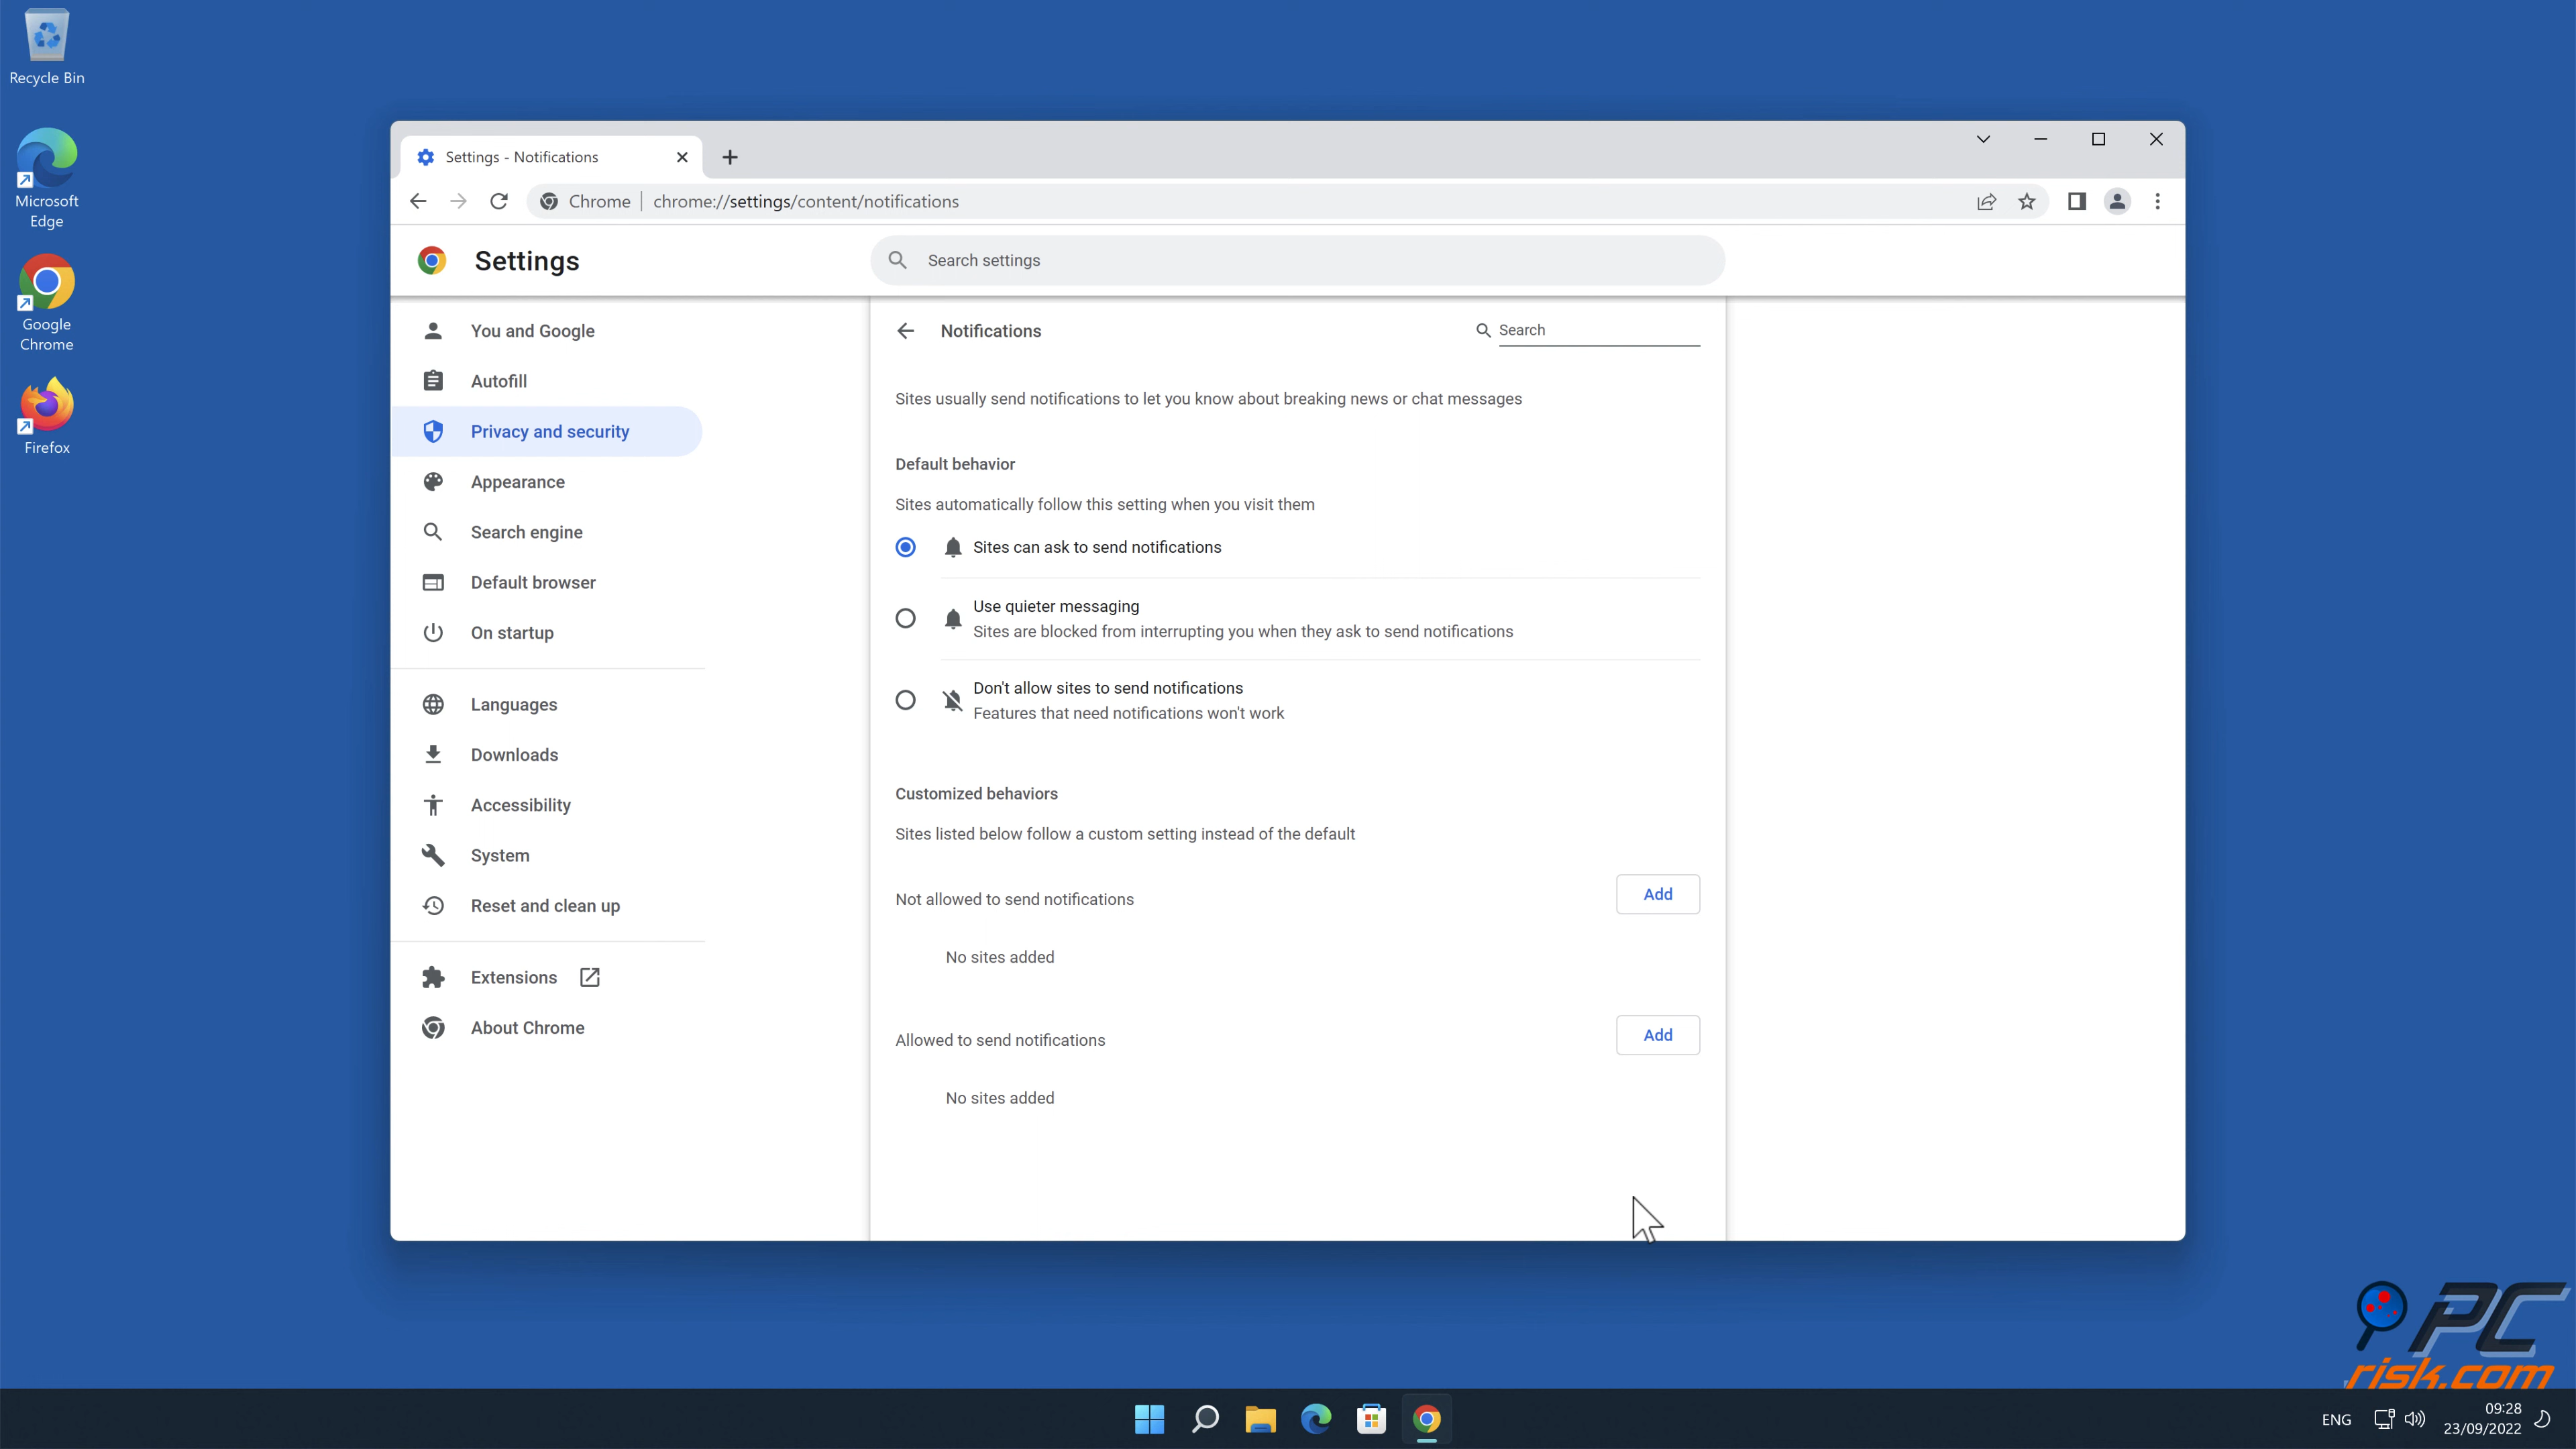 Recycle Bin
Microsoft
Edge
Google
Chrome
Firefox
Settings - Notifications
Chrome
chrome://settings/content/notifications
Settings
Search settings
You and Google
Autofill
Privacy and security
Appearance
Search engine
Default browser
On startup
Languages
Downloads
Accessibility
System
Reset and clean up
Extensions
About Chrome
Notifications
Search
Sites usually send notifications to let you know about breaking news or chat messages
Default behavior
Sites automatically follow this setting when you visit them
Sites can ask to send notifications
Use quieter messaging
Sites are blocked from interrupting you when they ask to send notifications
Don't allow sites to send notifications
Features that need notifications won't work
Customized behaviors
Sites listed below follow a custom setting instead of the default
Not allowed to send notifications
Add
No sites added
Allowed to send notifications
Add
No sites added
PC
risk.com
ENG
09:28
23/09/2022